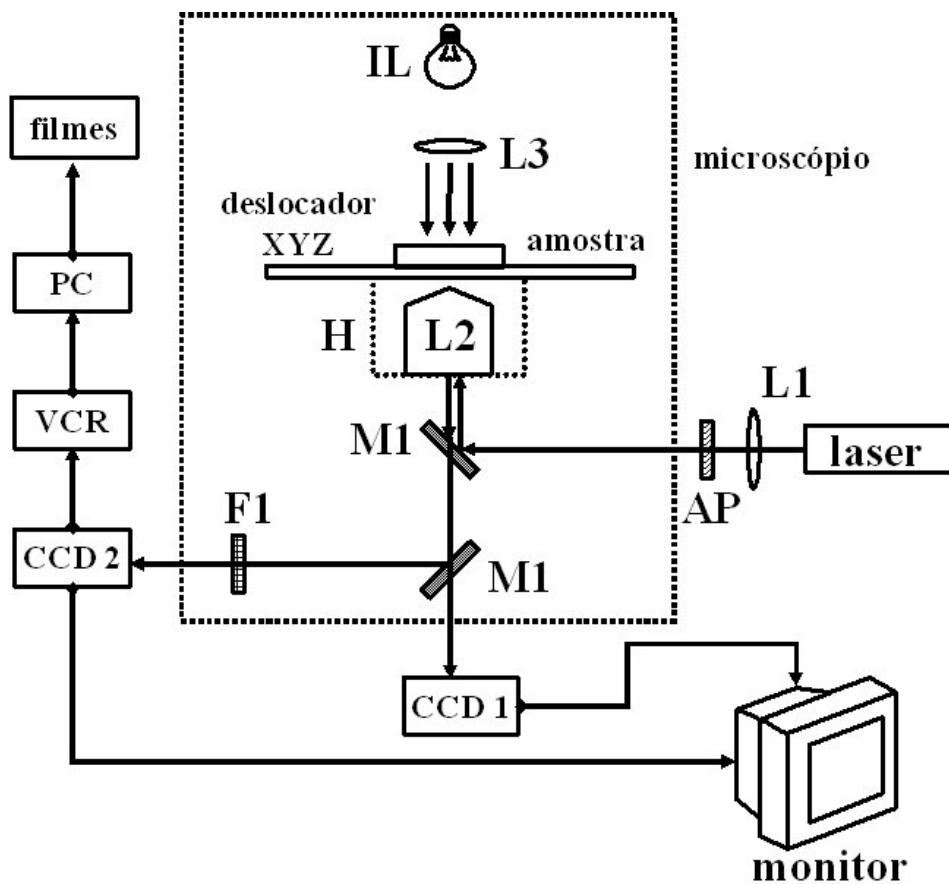 IL
filmes
L3
microscópio
deslocador
XYZ
amostra
PC
H
L2
L1
VCR
M1
laser
AP
F1
CCD 2
M1
CCD 1
monitor